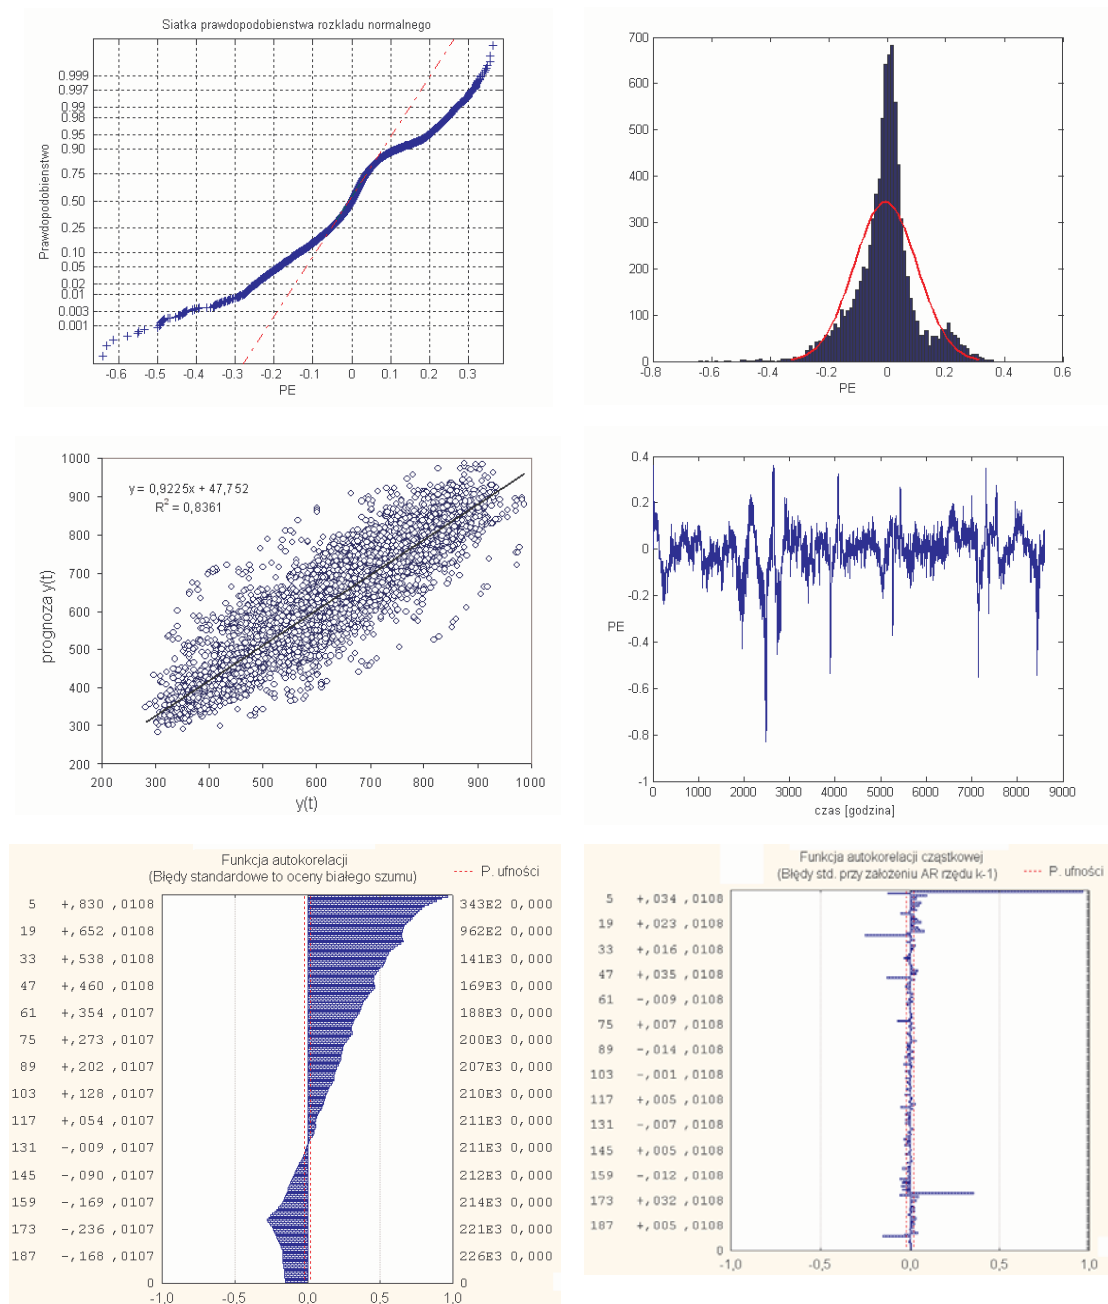 Siatka prawdopodobieństwa rozkładu normalnego
Prawdopodobieństwo
0.999
0.997
0.99
0.98
0.95
0.90
0.75
0.50
0.25
0.10
0.05
0.02
0.01
0.003
0.001
-0.6 -0.5 -0.4 -0.3 -0.2 -0.1 0 0.1 0.2 0.3
PE
700
600
500
400
300
200
100
0
-0.8 -0.6 -0.4 -0.2 0 0.2 0.4 0.6
PE
1000
900
800
700
600
500
400
300
200
y = 0,9225x + 47,752
R² = 0,8361
prognoza y(t)
200 300 400 500 600 700 800 900 1000
y(t)
0.4
0.2
0
-0.2
-0.4
-0.6
-0.8
-1
PE
0 1000 2000 3000 4000 5000 6000 7000 8000 9000
czas [godzina]
Funkcja autokorelacji
(Błędy standardowe to oceny białego szumu)
P. ufności
5 +,830 ,0108 343E2 0,000
19 +,652 ,0108 962E2 0,000
33 +,538 ,0108 141E3 0,000
47 +,460 ,0108 169E3 0,000
61 +,354 ,0107 188E3 0,000
75 +,273 ,0107 200E3 0,000
89 +,202 ,0107 207E3 0,000
103 +,128 ,0107 210E3 0,000
117 +,054 ,0107 211E3 0,000
131 -,009 ,0107 211E3 0,000
145 -,090 ,0107 212E3 0,000
159 -,169 ,0107 214E3 0,000
173 -,236 ,0107 221E3 0,000
187 -,168 ,0107 226E3 0,000
0 0
-1,0 -0,5 0,0 0,5 1,0
Funkcja autokorelacji cząstkowej
(Błędy std. przy założeniu AR rzędu k-1)
P. ufności
5 +,034 ,0108
19 +,023 ,0108
33 +,016 ,0108
47 +,035 ,0108
61 -,009 ,0108
75 +,007 ,0108
89 -,014 ,0108
103 -,001 ,0108
117 +,005 ,0108
131 -,007 ,0108
145 +,005 ,0108
159 -,012 ,0108
173 +,032 ,0108
187 +,005 ,0108
0
-1,0 -0,5 0,0 0,5 1,0